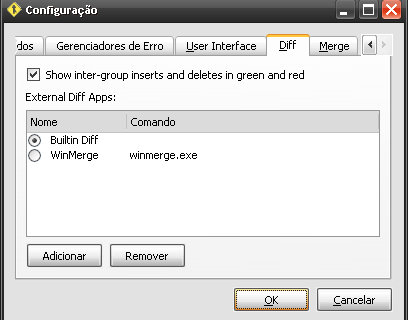 Configuração
dos Gerenciadores de Erro User Interface Diff Merge
Show inter-group inserts and deletes in green and red
External Diff Apps:
Nome Comando
Builtin Diff
WinMerge winmerge.exe
Adicionar Remover
OK Cancelar